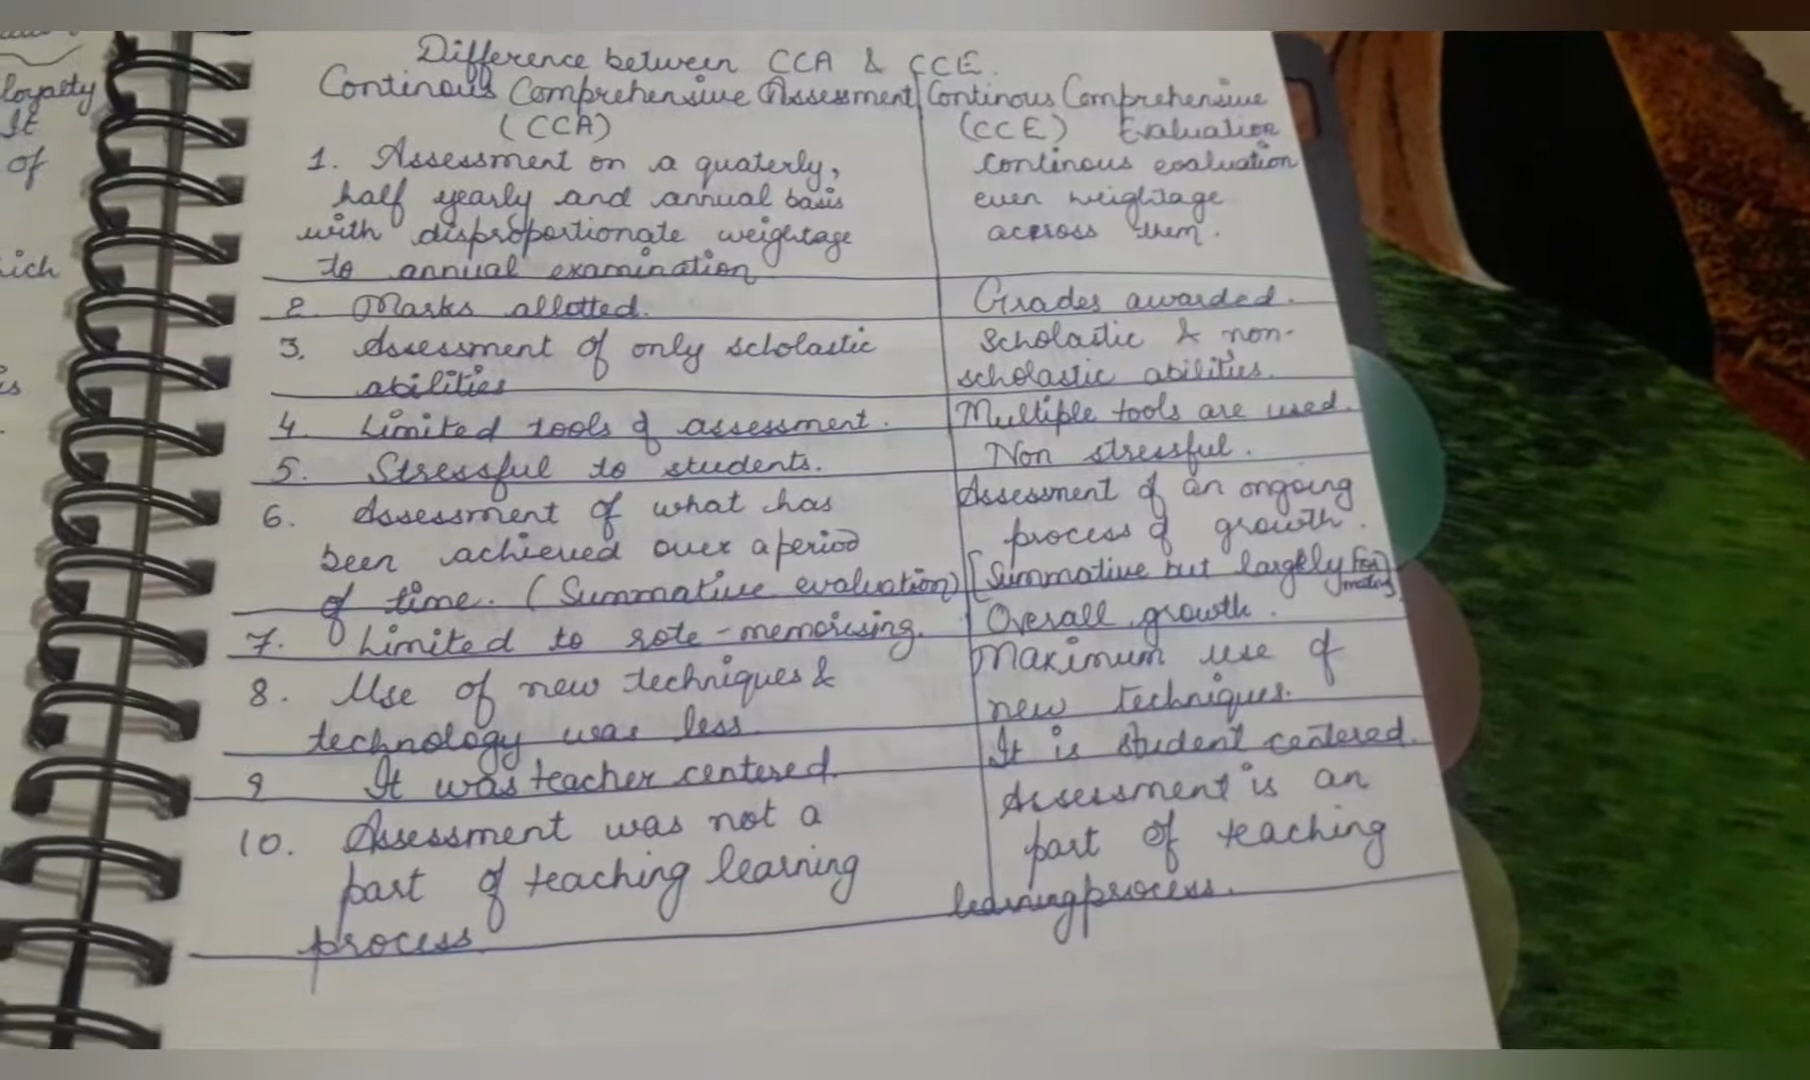 loyalty
It
of
ich
is
Difference between CCA & CCE.
Continous Comprehensive Assessment | Continous Comprehensive
(CCA) (CCE) Evaluation
1. Assessment on a quaterly, continous evaluation
half yearly and annual basis even weightage
with disproportionate weightage across them.
to annual examination
2. Marks allotted. Grades awarded.
3. Assessment of only scholastic Scholastic & non-
abilities scholastic abilities.
4. Limited tools of assessment. Multiple tools are used.
5. Stressful to students. Non stressful.
6. Assessment of what has Assessment of an ongoing
been achieved over a period process of growth.
of time. (Summative evaluation) [Summative but largely
7. Limited to rote-memorising. Overall growth.
8. Use of new techniques & Maximum use of
technology was less. new techniques.
9 It was teacher centered. It is student centered.
10. Assessment was not a Assessment is an
part of teaching learning part of teaching
process. learning process.